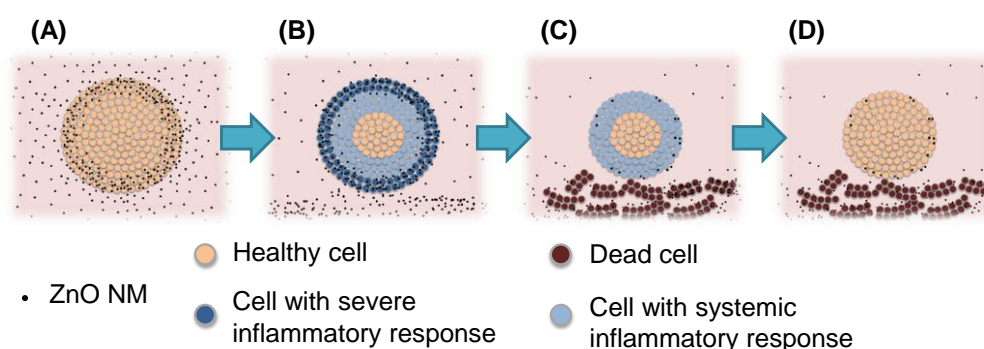 (A)
(B)
(C)
(D)
Healthy cell
Dead cell
ZnO NM
Cell with severe
inflammatory response
Cell with systemic
inflammatory response